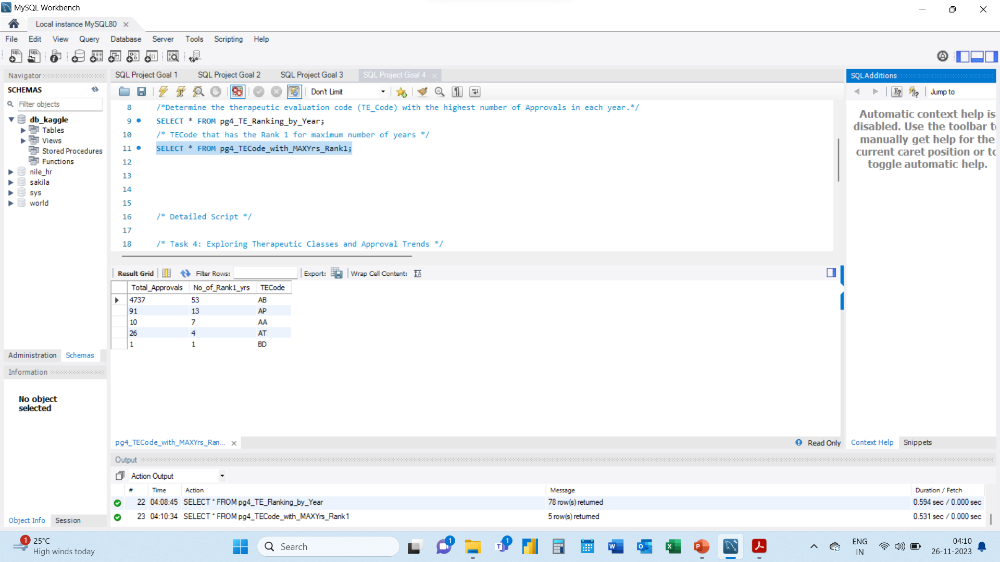 MySQL Workbench
Local instance MySQL80
File Edit View Query Database Server Tools Scripting Help
Navigator
SCHEMAS
Filter objects
db_kaggle
Tables
Views
Stored Procedures
Functions
nile_hr
sakila
sys
world
Administration Schemas
Information
No object
selected
Object Info Session
SQL Project Goal 1 SQL Project Goal 2 SQL Project Goal 3 SQL Project Goal 4
Don't Limit
8 /*Determine the therapeutic evaluation code (TE_Code) with the highest number of Approvals in each year.*/
9 SELECT * FROM pg4_TE_Ranking_by_Year;
10 /* TECode that has the Rank 1 for maximum number of years */
11 SELECT * FROM pg4_TECode_with_MAXYrs_Rank1;
12
13
14
15
16 /* Detailed Script */
17
18 /* Task 4: Exploring Therapeutic Classes and Approval Trends */
Result Grid Filter Rows: Export: Wrap Cell Content:
Total_Approvals No_of_Rank1_yrs TECode
4737 53 AB
91 13 AP
10 7 AA
26 4 AT
1 1 BD
pg4_TECode_with_MAXYrs_Ran...
Read Only
SQLAdditions
Jump to
Automatic context help is
disabled. Use the toolbar t
manually get help for the
current caret position or to
toggle automatic help.
Context Help Snippets
Output
Action Output
# Time Action Message Duration / Fetch
22 04:08:45 SELECT * FROM pg4_TE_Ranking_by_Year 78 row(s) returned 0.594 sec / 0.000 sec
23 04:10:34 SELECT * FROM pg4_TECode_with_MAXYrs_Rank1 5 row(s) returned 0.531 sec / 0.000 sec
1
25°C
High winds today
Search
1
1
ENG
IN
04:10
26-11-2023